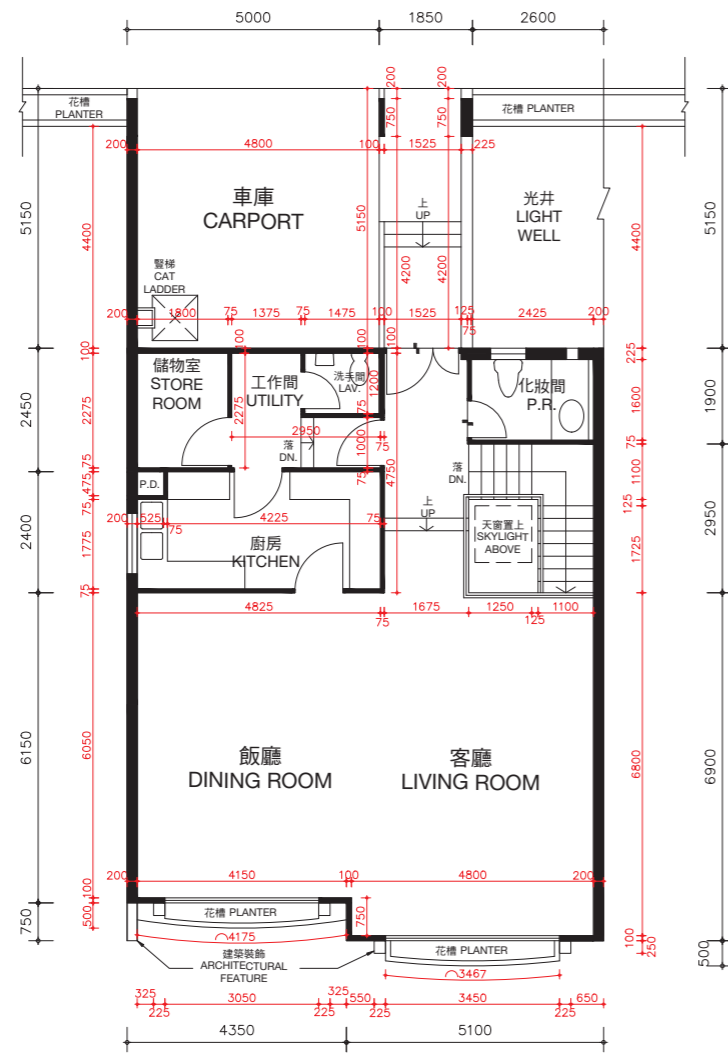 5000
1850
2600
花槽
PLANTER
200
200
花槽 PLANTER
750
750
200
4800
100
1525
225
車庫
CARPORT
上
UP
光井
LIGHT
WELL
5150
5150
5150
4400
4400
4200
4200
豎梯
CAT
LADDER
200
1800
75
1375
75
1475
100
1525
125
75
2425
200
100
100
100
225
儲物室
STORE
ROOM
工作間
UTILITY
洗手間
LAV.
1200
化妝間
P.R.
2450
2275
2275
1900
1600
75
2950
75
1000
落
DN.
75
75
75
475
4750
落
DN.
1100
P.D.
75
200
525
75
4225
75
上
UP
天窗置上
SKYLIGHT
ABOVE
125
2400
1775
廚房
KITCHEN
1725
2950
75
4825
75
1675
1250
125
1100
6150
6050
飯廳
DINING ROOM
客廳
LIVING ROOM
6800
6900
200
4150
100
4800
200
100
500
750
花槽 PLANTER
750
4175
建築裝飾
ARCHITECTURAL
FEATURE
花槽 PLANTER
3467
100
250
500
325
225
3050
325
225
550
225
3450
225
650
4350
5100